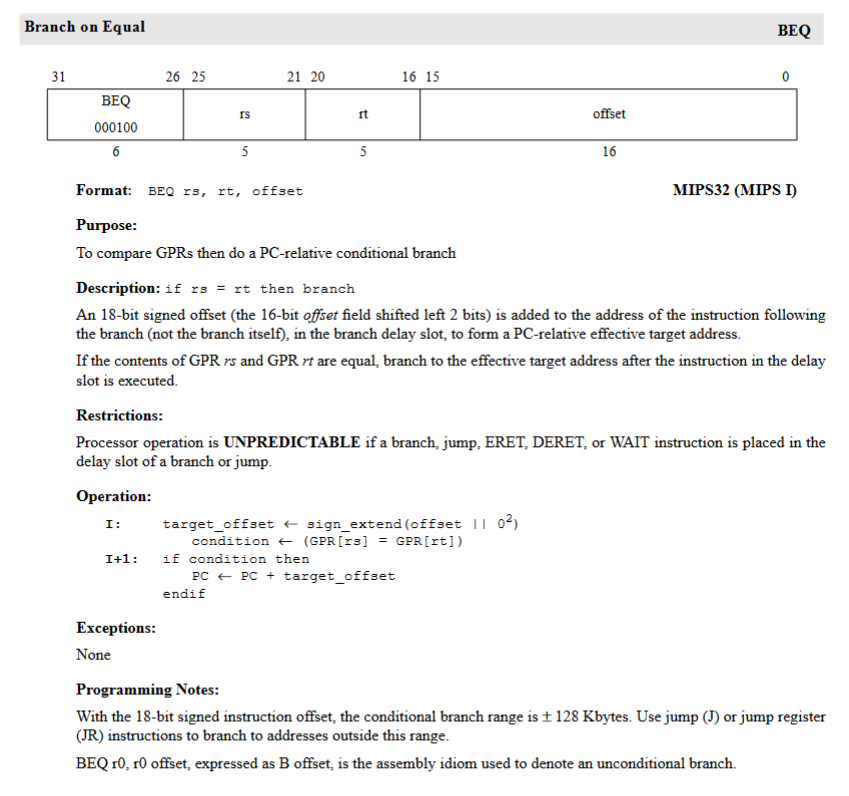 Branch on Equal BEQ
31 26 25 21 20 16 15 0
BEQ
000100
rs rt offset
6 5 5 16
Format: BEQ rs, rt, offset MIPS32 (MIPS I)
Purpose:
To compare GPRs then do a PC-relative conditional branch
Description: if rs = rt then branch
An 18-bit signed offset (the 16-bit offset field shifted left 2 bits) is added to the address of the instruction following
the branch (not the branch itself), in the branch delay slot, to form a PC-relative effective target address.
If the contents of GPR rs and GPR rt are equal, branch to the effective target address after the instruction in the delay
slot is executed.
Restrictions:
Processor operation is UNPREDICTABLE if a branch, jump, ERET, DERET, or WAIT instruction is placed in the
delay slot of a branch or jump.
Operation:
I: target_offset ← sign_extend(offset || 0²)
condition ← (GPR[rs] = GPR[rt])
I+1: if condition then
PC ← PC + target_offset
endif
Exceptions:
None
Programming Notes:
With the 18-bit signed instruction offset, the conditional branch range is ± 128 Kbytes. Use jump (J) or jump register
(JR) instructions to branch to addresses outside this range.
BEQ r0, r0 offset, expressed as B offset, is the assembly idiom used to denote an unconditional branch.